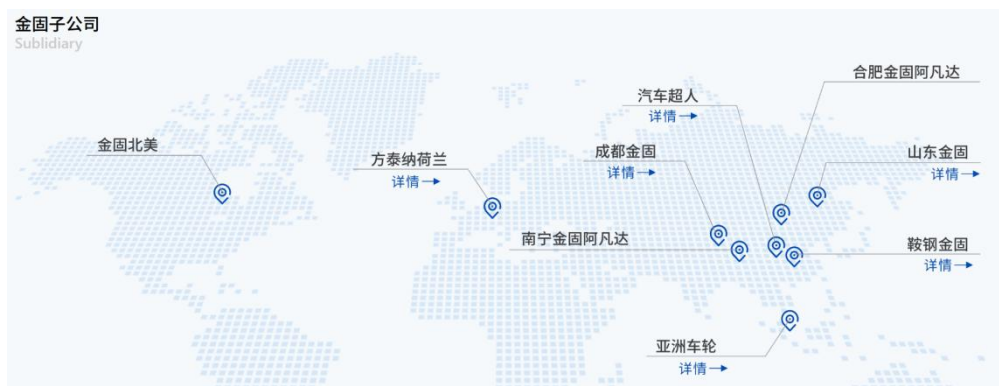 金固子公司
Sublidiary
合肥金固阿凡达
汽车超人
详情
金固北美
方泰纳荷兰
详情
成都金固
详情
山东金固
详情
南宁金固阿凡达
鞍钢金固
详情
亚洲车轮
详情